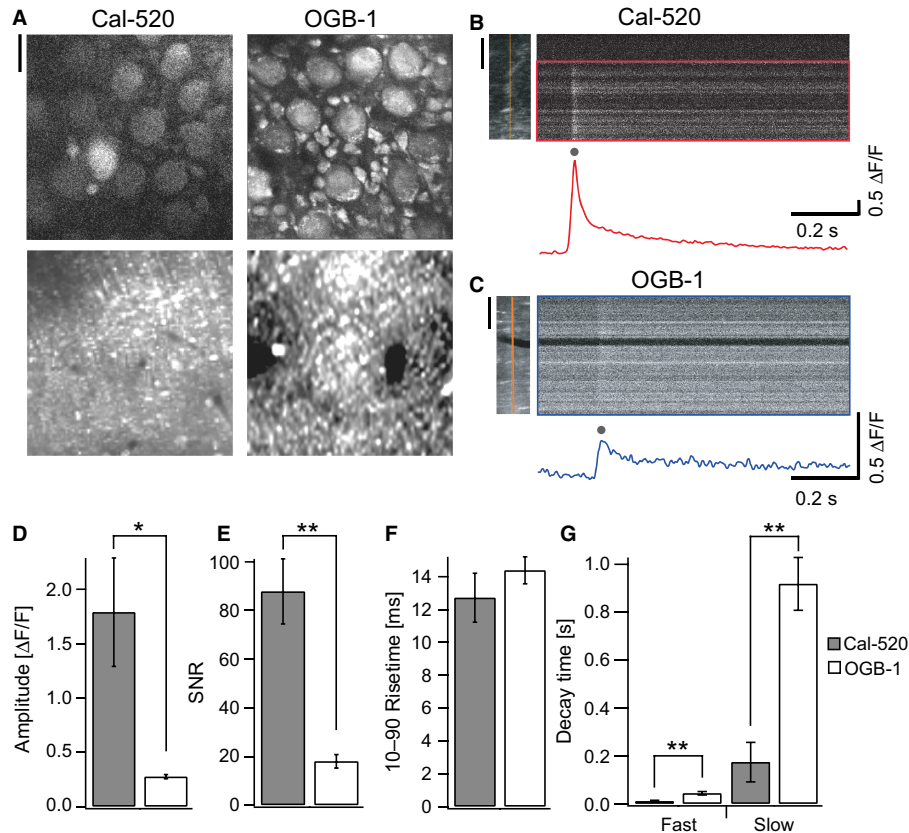 A
Cal-520
OGB-1
B
Cal-520
0.5 ΔF/F
0.2 s
C
OGB-1
0.5 ΔF/F
0.2 s
D
*
Amplitude [ΔF/F]
2.0
1.5
1.0
0.5
0.0
E
**
SNR
100
80
60
40
20
0
F
10–90 Risetime [ms]
14
12
10
8
6
4
2
0
G
**
**
Decay time [s]
1.0
0.8
0.6
0.4
0.2
0.0
Fast
Slow
Cal-520
OGB-1